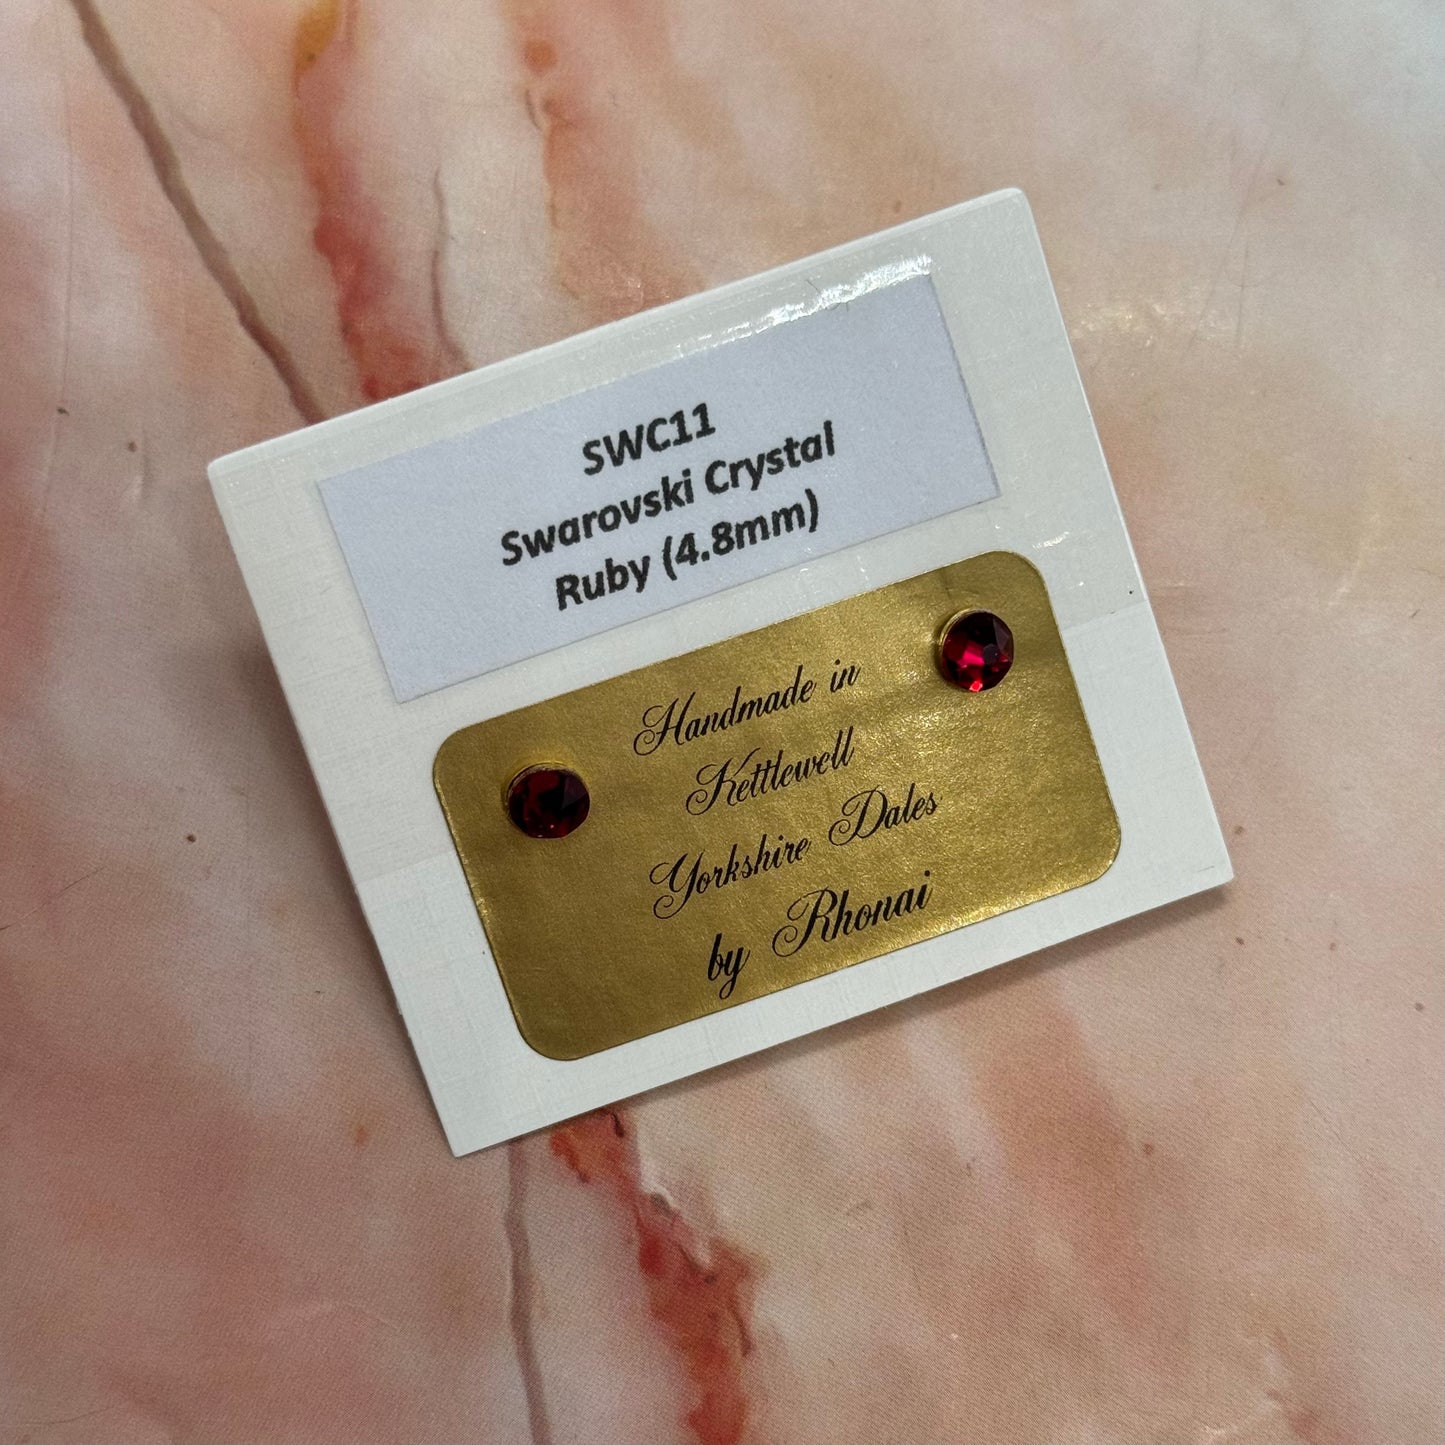 SWC11
Swarovski Crystal
Ruby (4.8mm)
Handmade in
Kettlewell
Yorkshire Dales
by Rhonai